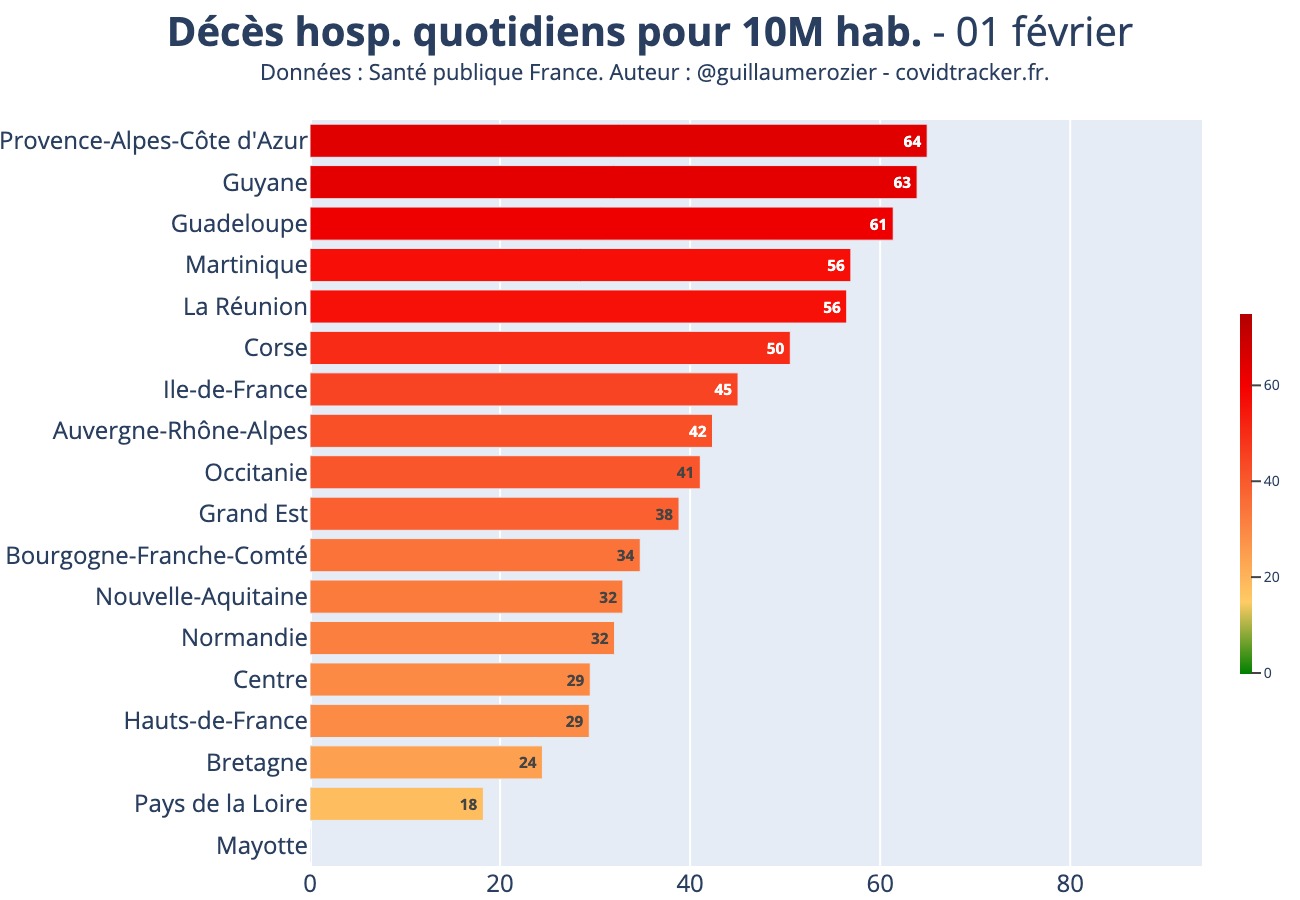 Décès hosp. quotidiens pour 10M hab. - 01 février
Données : Santé publique France. Auteur : @guillaumerozier - covidtracker.fr.
Provence-Alpes-Côte d'Azur 64
Guyane 63
Guadeloupe 61
Martinique 56
La Réunion 56
Corse 50
Ile-de-France 45
Auvergne-Rhône-Alpes 42
Occitanie 41
Grand Est 38
Bourgogne-Franche-Comté 34
Nouvelle-Aquitaine 32
Normandie 32
Centre 29
Hauts-de-France 29
Bretagne 24
Pays de la Loire 18
Mayotte
0 20 40 60 80
60
40
20
0